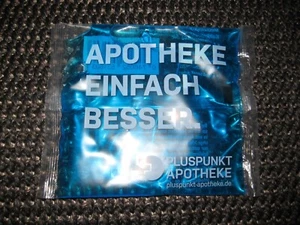 APOTHEKE
EINFACH
BESSER.
PLUSPUNKT
APOTHEKE
pluspunkt-apotheke.de